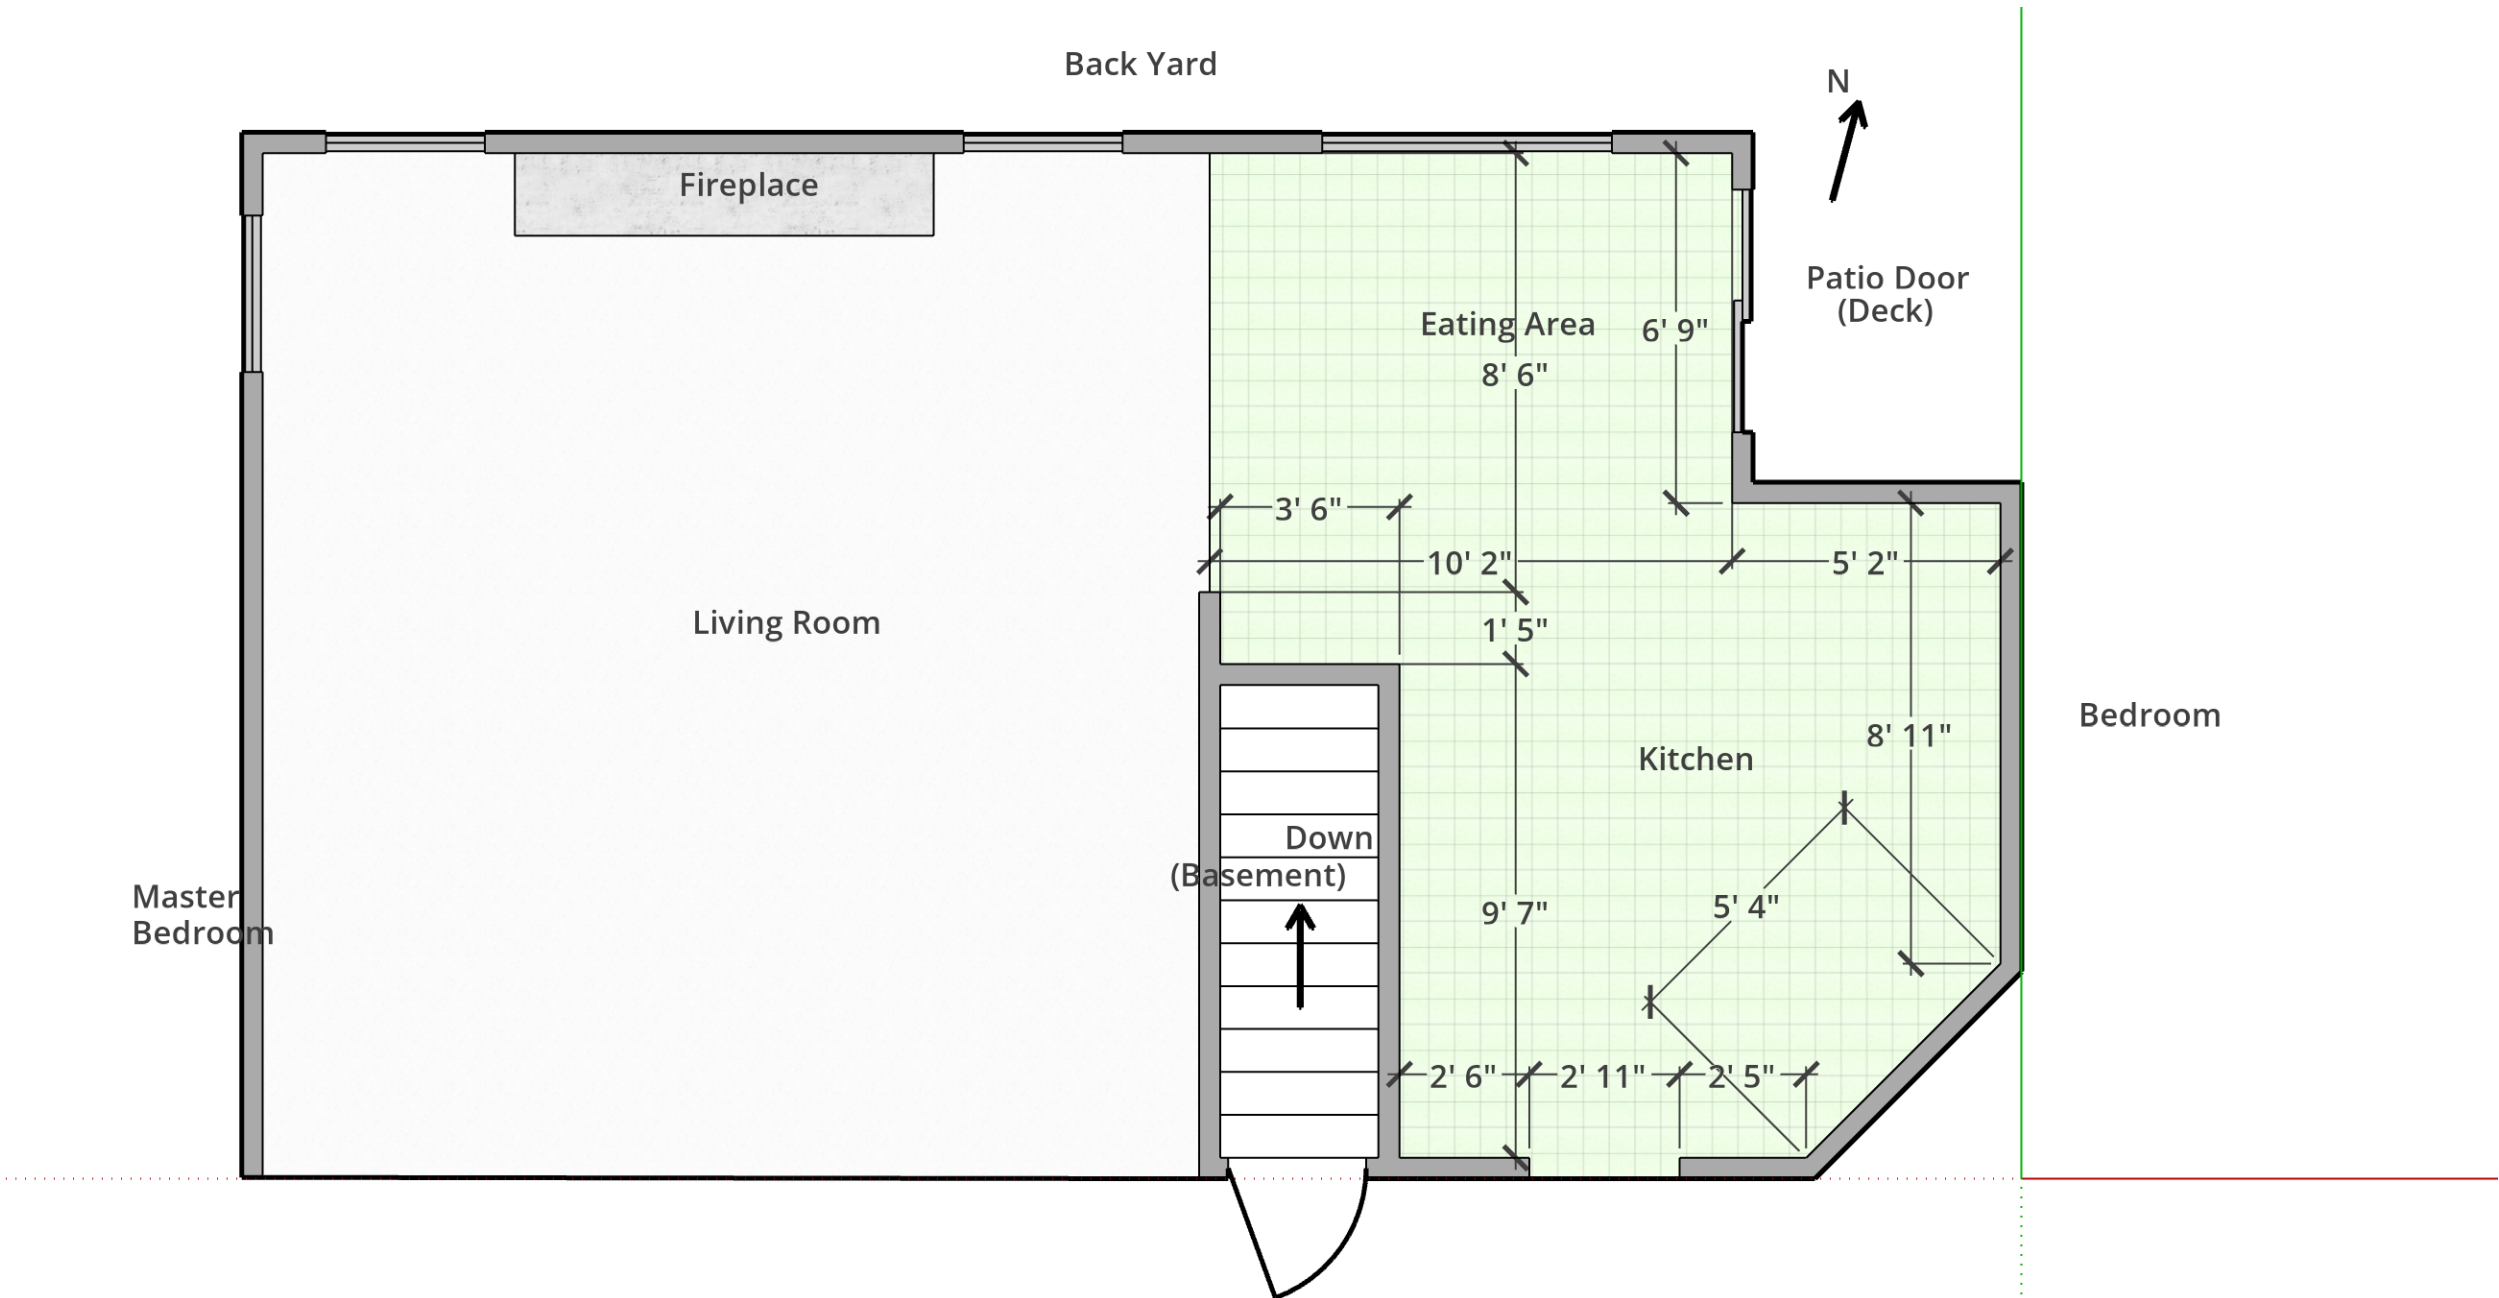 Back Yard
N
Fireplace
Patio Door
(Deck)
Eating Area
6' 9"
8' 6"
3' 6"
10' 2"
5' 2"
Living Room
1' 5"
Bedroom
8' 11"
Kitchen
Down
(Basement)
Master
Bedroom
5' 4"
9' 7"
2' 6"
2' 11"
2' 5"